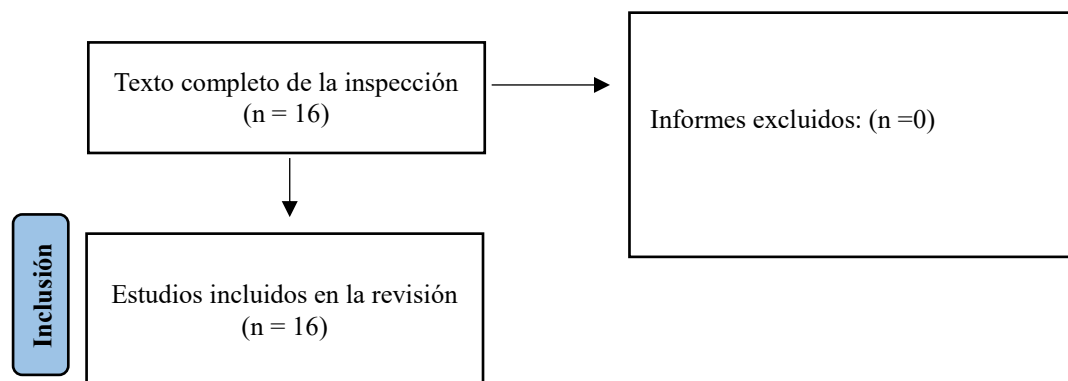 Texto completo de la inspección
(n = 16)
Informes excluidos: (n =0)
Inclusión
Estudios incluidos en la revisión
(n = 16)